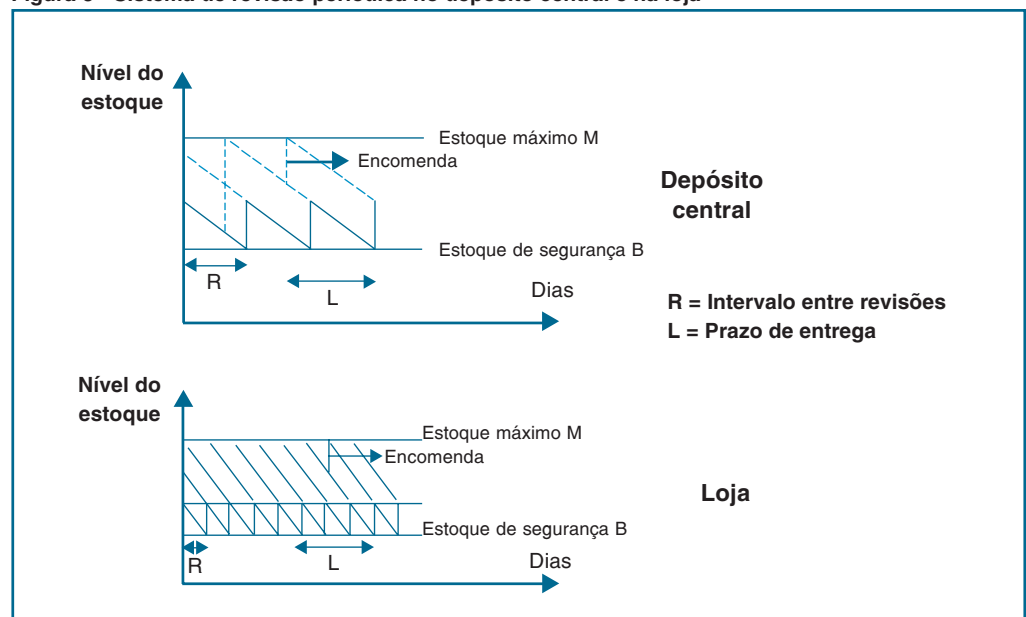 Nível do
estoque
Estoque máximo M
Encomenda
Depósito
central
Estoque de segurança B
R
L
Dias
R = Intervalo entre revisões
L = Prazo de entrega
Nível do
estoque
Estoque máximo M
Encomenda
Loja
Estoque de segurança B
R
L
Dias